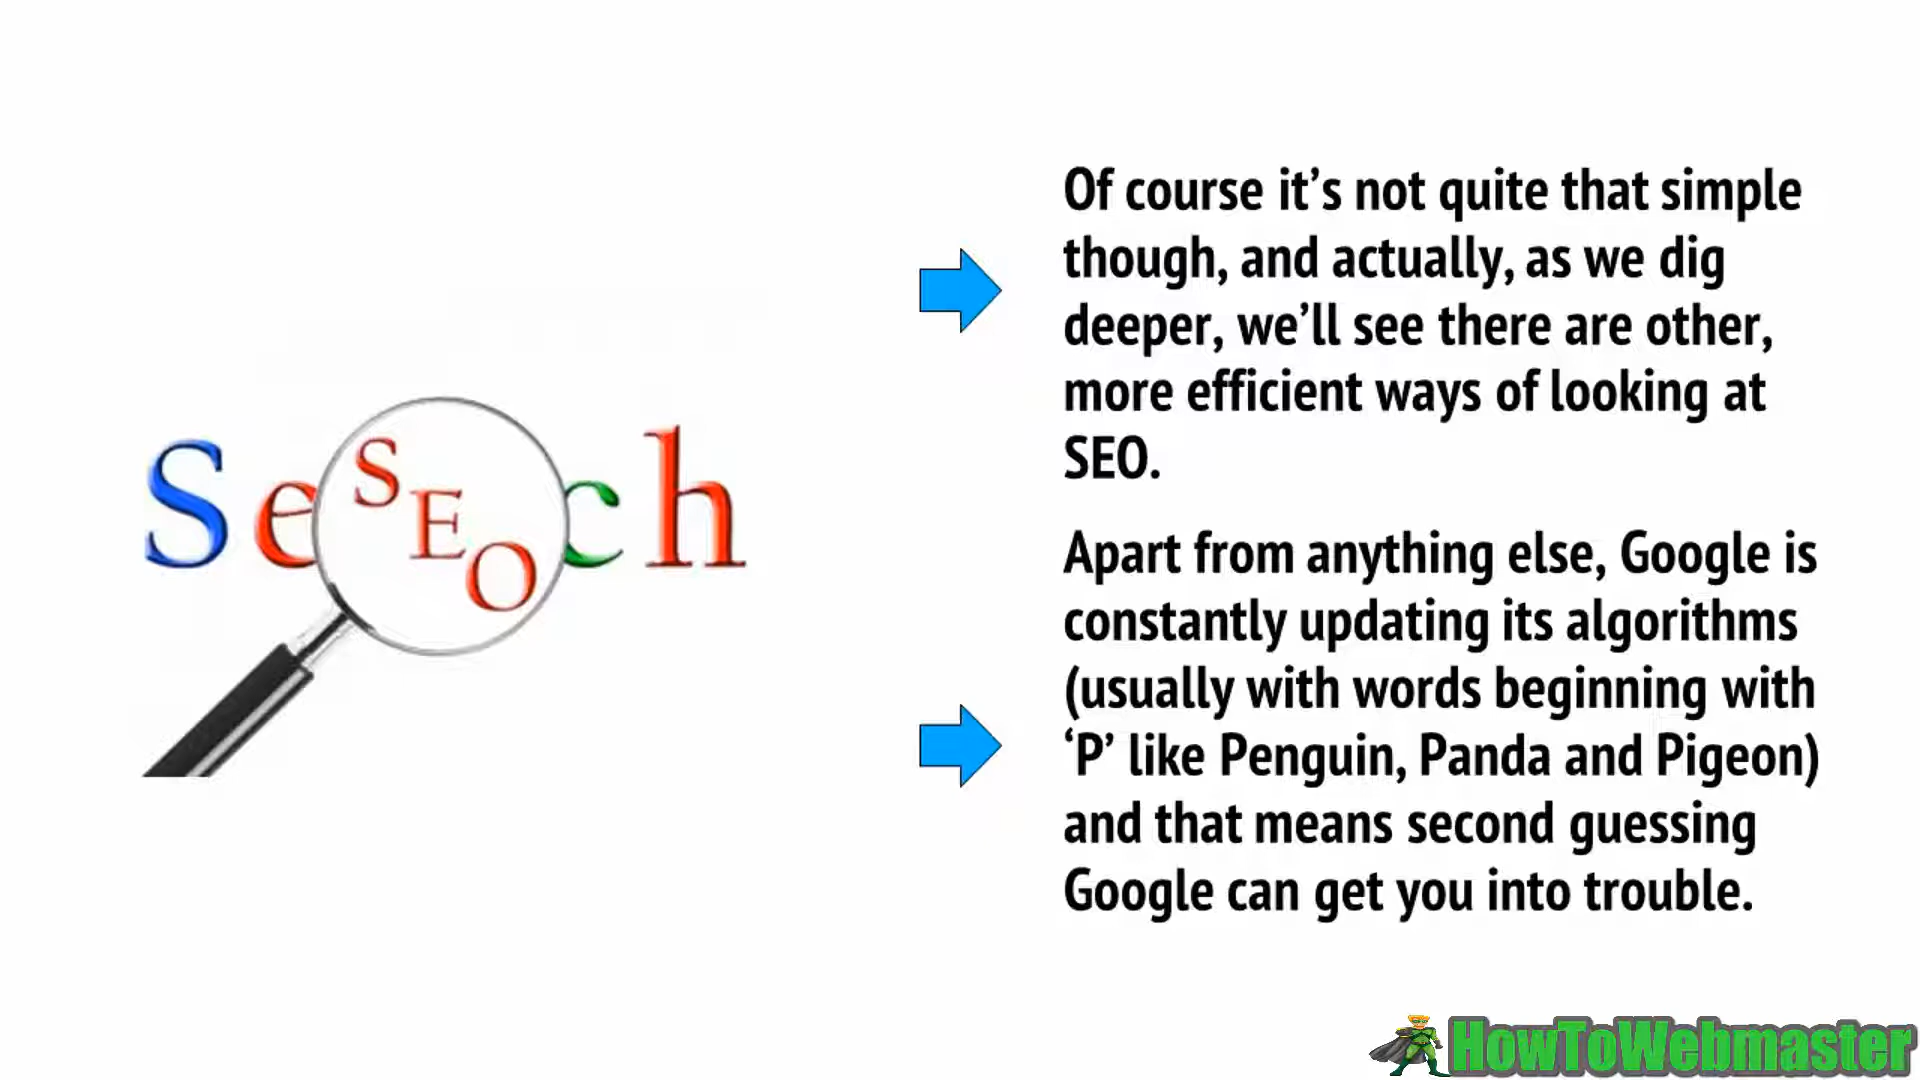 Se ch
S
E
O
Of course it’s not quite that simple
though, and actually, as we dig
deeper, we’ll see there are other,
more efficient ways of looking at
SEO.
Apart from anything else, Google is
constantly updating its algorithms
(usually with words beginning with
‘P’ like Penguin, Panda and Pigeon)
and that means second guessing
Google can get you into trouble.
HowToWebmaster